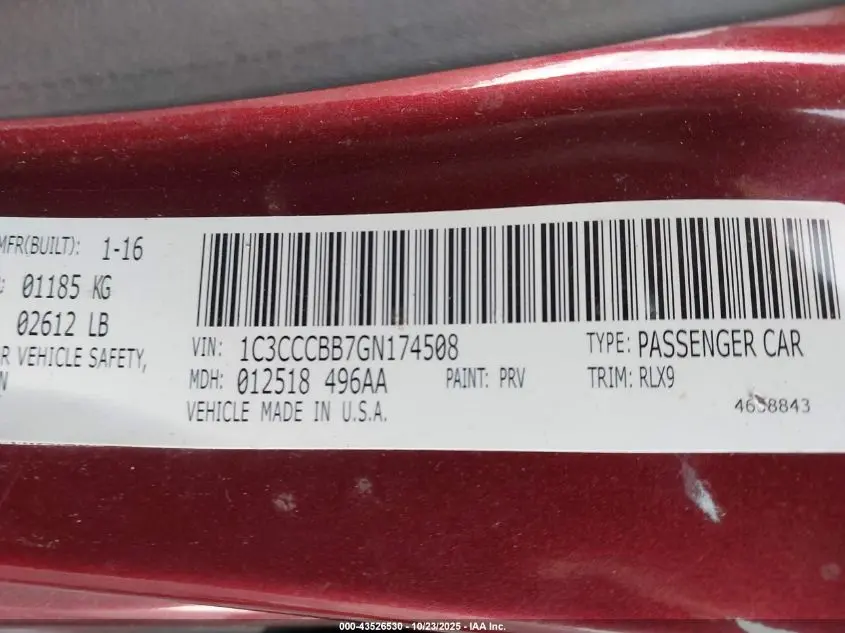 MFR(BUILT): 1-16
01185 KG
02612 LB
R VEHICLE SAFETY,
N
VIN: 1C3CCCBB7GN174508
TYPE: PASSENGER CAR
MDH: 012518 496AA
PAINT: PRV
TRIM: RLX9
VEHICLE MADE IN U.S.A.
4658843
000-43526530 - 10/23/2025 - IAA Inc.